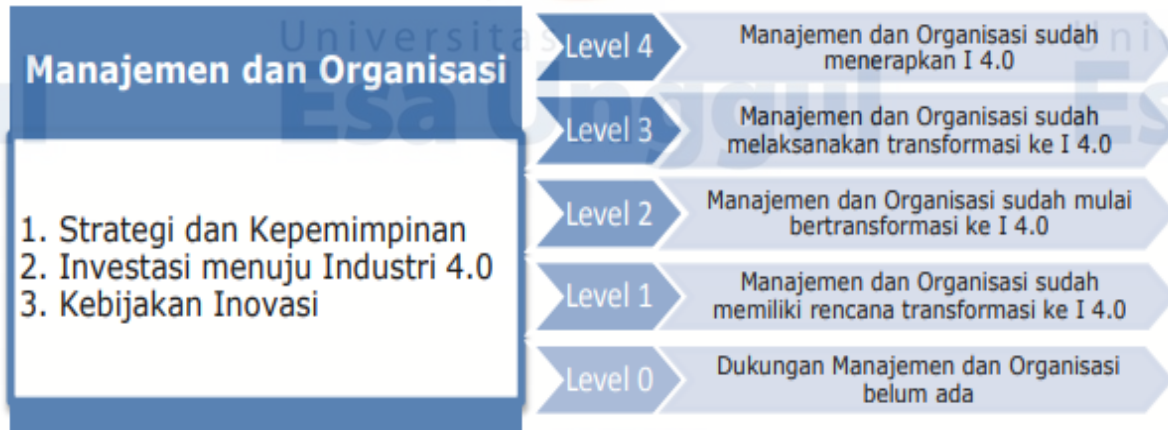 Manajemen dan Organisasi
1. Strategi dan Kepemimpinan
2. Investasi menuju Industri 4.0
3. Kebijakan Inovasi
Level 4
Manajemen dan Organisasi sudah
menerapkan I 4.0
Level 3
Manajemen dan Organisasi sudah
melaksanakan transformasi ke I 4.0
Level 2
Manajemen dan Organisasi sudah mulai
bertransformasi ke I 4.0
Level 1
Manajemen dan Organisasi sudah
memiliki rencana transformasi ke I 4.0
Level 0
Dukungan Manajemen dan Organisasi
belum ada
Universitas
Esa Unggul